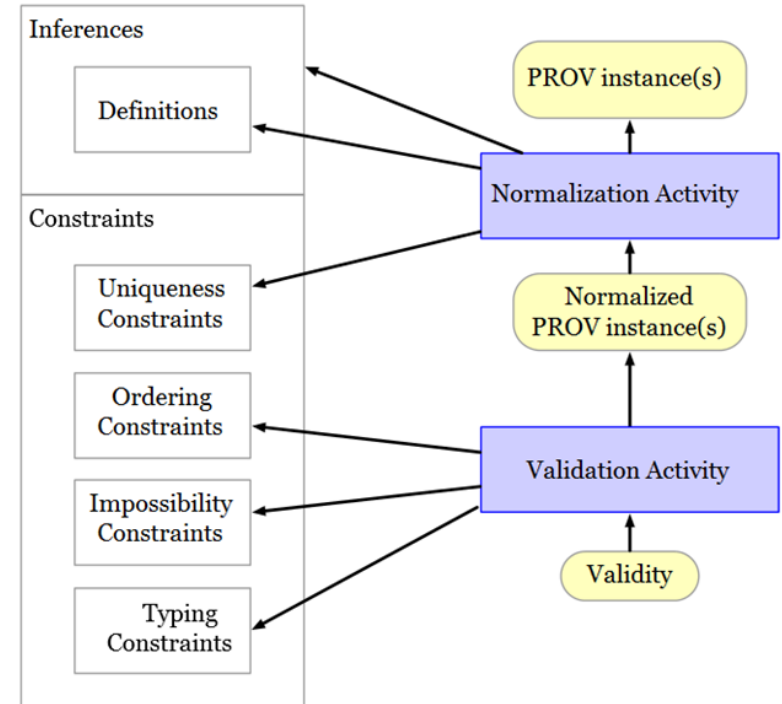 Inferences
Definitions
Constraints
Uniqueness
Constraints
Ordering
Constraints
Impossibility
Constraints
Typing
Constraints
PROV instance(s)
Normalization Activity
Normalized
PROV instance(s)
Validation Activity
Validity